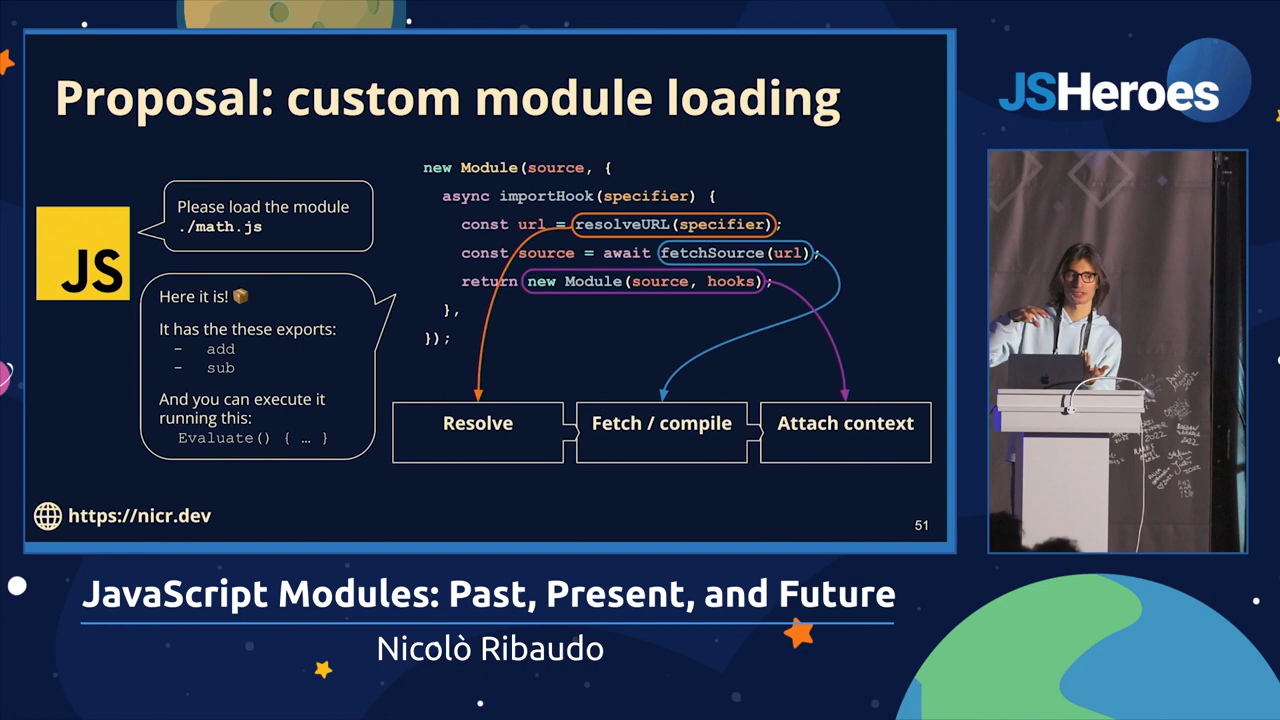 Proposal: custom module loading
JSHeroes
JS
Please load the module
./math.js
Here it is! 📦
It has the these exports:
- add
- sub
And you can execute it
running this:
Evaluate() { … }
new Module(source, {
async importHook(specifier) {
const url = resolveURL(specifier);
const source = await fetchSource(url);
return new Module(source, hooks);
},
});
Resolve
Fetch / compile
Attach context
https://nicr.dev
51
JavaScript Modules: Past, Present, and Future
Nicolò Ribaudo